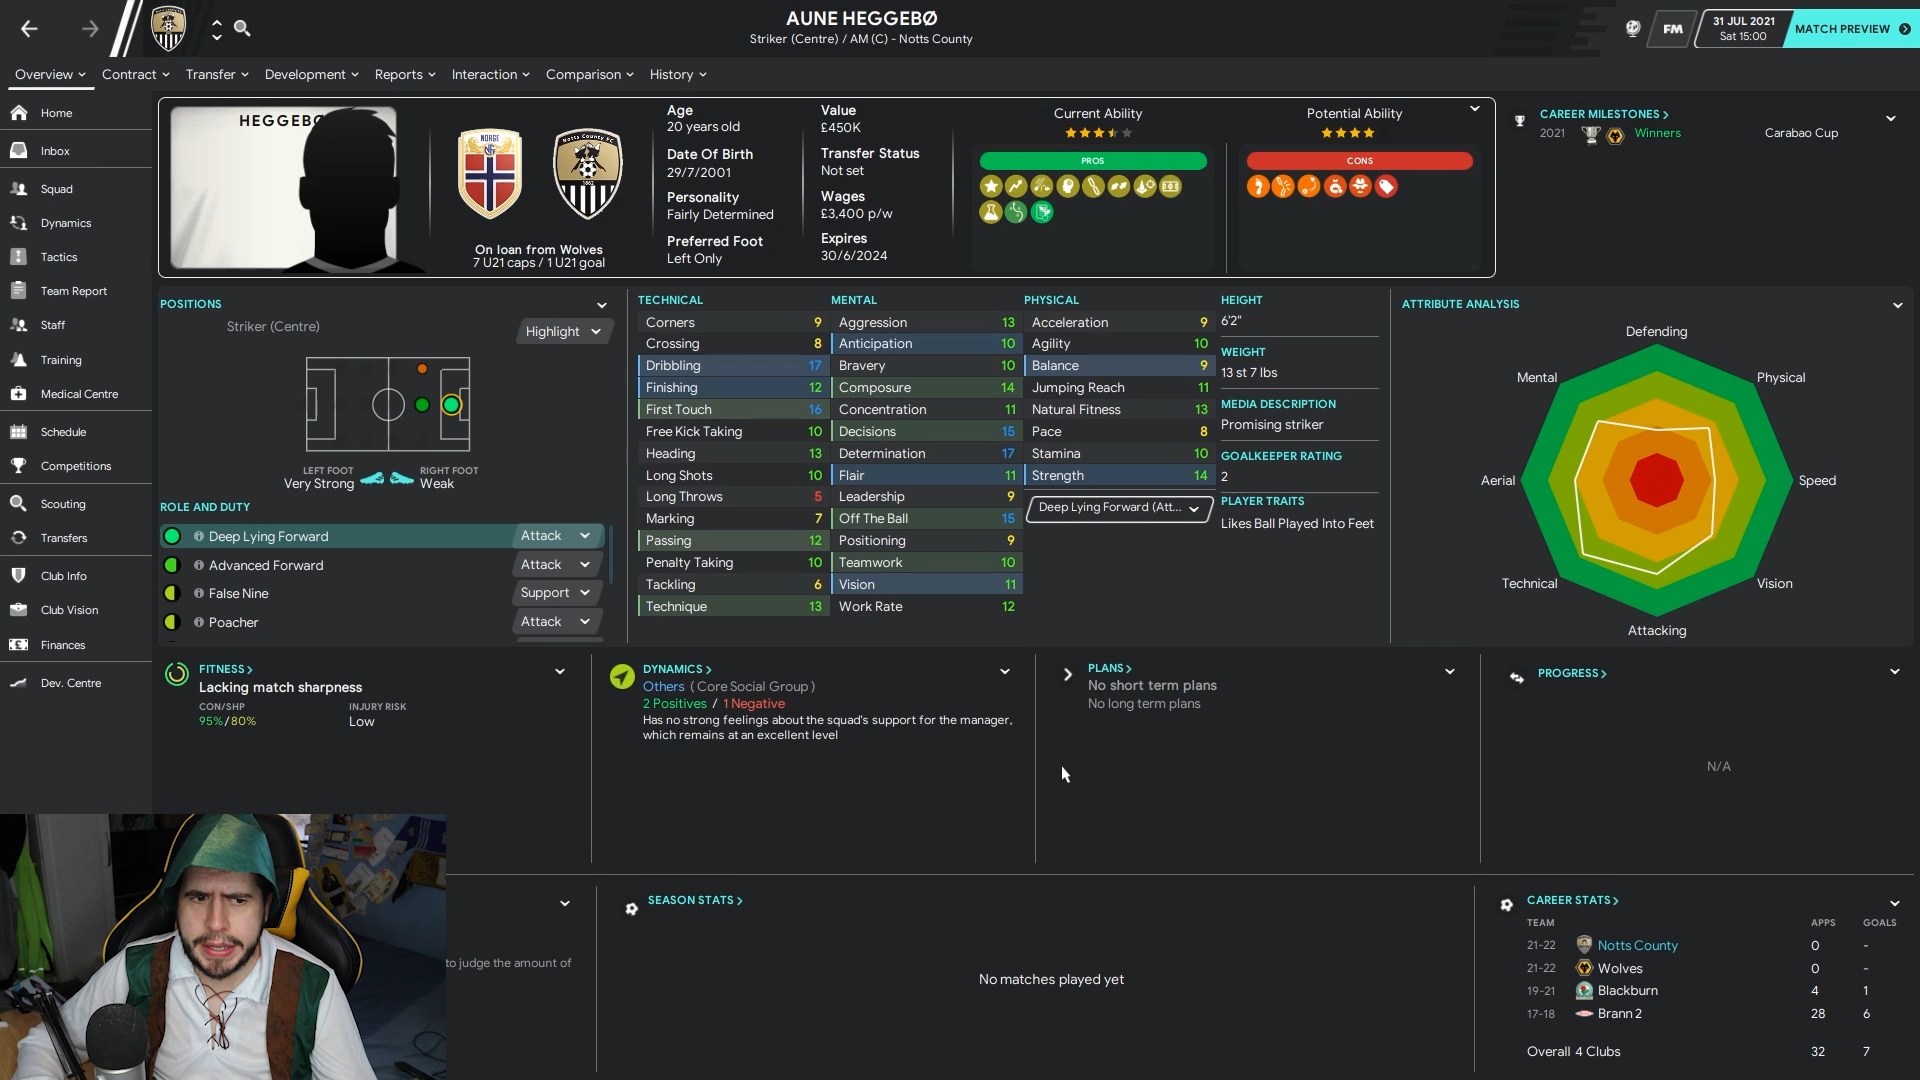 AUNE HEGGEBØ
Striker (Centre) / AM (C) - Notts County
FM
31 JUL 2021
Sat 15:00
MATCH PREVIEW
Overview
Contract
Transfer
Development
Reports
Interaction
Comparison
History
Home
Inbox
Squad
Dynamics
Tactics
Team Report
Staff
Training
Medical Centre
Schedule
Competitions
Scouting
Transfers
Club Info
Club Vision
Finances
Dev. Centre
HEGGEBØ
NORGE
Notts County FC
1862
On loan from Wolves
7 U21 caps / 1 U21 goal
Age
20 years old
Date Of Birth
29/7/2001
Personality
Fairly Determined
Preferred Foot
Left Only
Value
£450K
Transfer Status
Not set
Wages
£3,400 p/w
Expires
30/6/2024
Current Ability
PROS
Potential Ability
CONS
CAREER MILESTONES
2021 Winners Carabao Cup
POSITIONS
Striker (Centre)
Highlight
LEFT FOOT
Very Strong
RIGHT FOOT
Weak
ROLE AND DUTY
Deep Lying Forward Attack
Advanced Forward Attack
False Nine Support
Poacher Attack
TECHNICAL
Corners 9
Crossing 8
Dribbling 17
Finishing 12
First Touch 16
Free Kick Taking 10
Heading 13
Long Shots 10
Long Throws 5
Marking 7
Passing 12
Penalty Taking 10
Tackling 6
Technique 13
MENTAL
Aggression 13
Anticipation 10
Bravery 10
Composure 14
Concentration 11
Decisions 15
Determination 17
Flair 11
Leadership 9
Off The Ball 15
Positioning 9
Teamwork 10
Vision 11
Work Rate 12
PHYSICAL
Acceleration 9
Agility 10
Balance 9
Jumping Reach 11
Natural Fitness 13
Pace 8
Stamina 10
Strength 14
Deep Lying Forward (Att...
HEIGHT
6'2"
WEIGHT
13 st 7 lbs
MEDIA DESCRIPTION
Promising striker
GOALKEEPER RATING
2
PLAYER TRAITS
Likes Ball Played Into Feet
ATTRIBUTE ANALYSIS
Defending
Mental
Physical
Aerial
Speed
Technical
Vision
Attacking
FITNESS
Lacking match sharpness
CON/SHP
95%/80%
INJURY RISK
Low
DYNAMICS
Others (Core Social Group)
2 Positives / 1 Negative
Has no strong feelings about the squad's support for the manager,
which remains at an excellent level
PLANS
No short term plans
No long term plans
PROGRESS
N/A
to judge the amount of
SEASON STATS
No matches played yet
CAREER STATS
TEAM APPS GOALS
21-22 Notts County 0 -
21-22 Wolves 0 -
19-21 Blackburn 4 1
17-18 Brann 2 28 6
Overall 4 Clubs 32 7